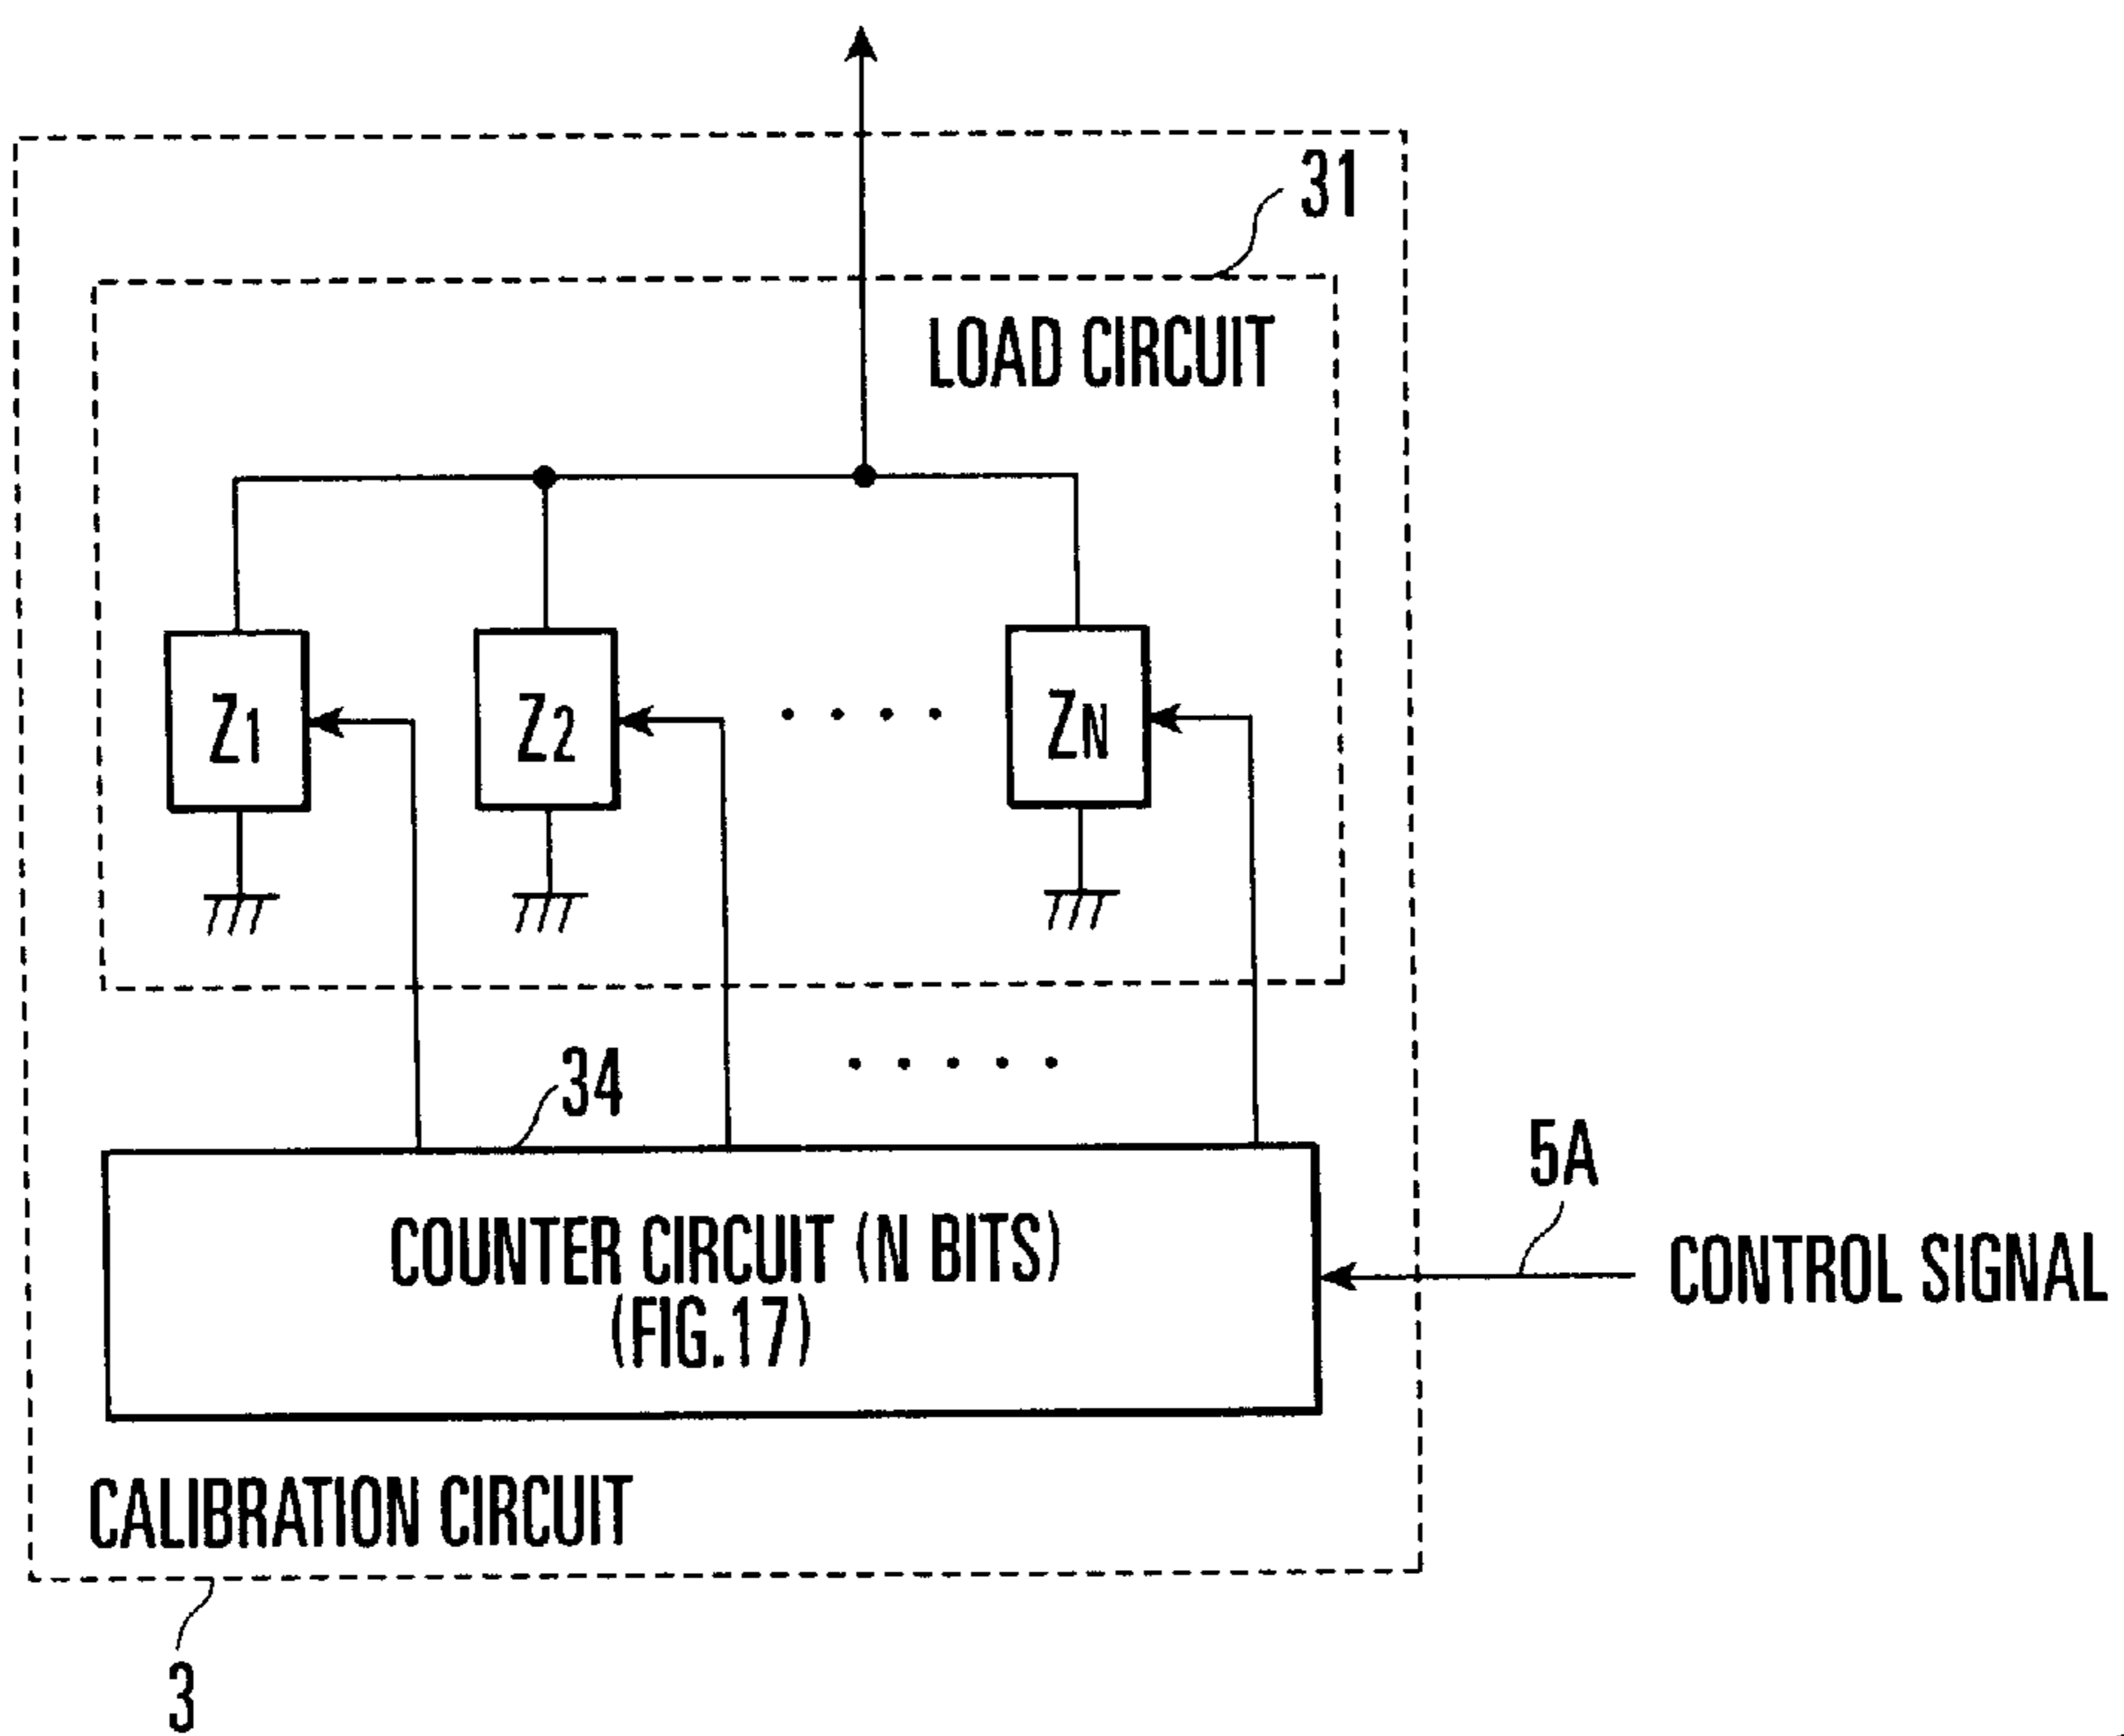 31
LOAD CIRCUIT
Z1
Z2
ZN
34
5A
COUNTER CIRCUIT (N BITS)
(FIG.17)
CONTROL SIGNAL
CALIBRATION CIRCUIT
3